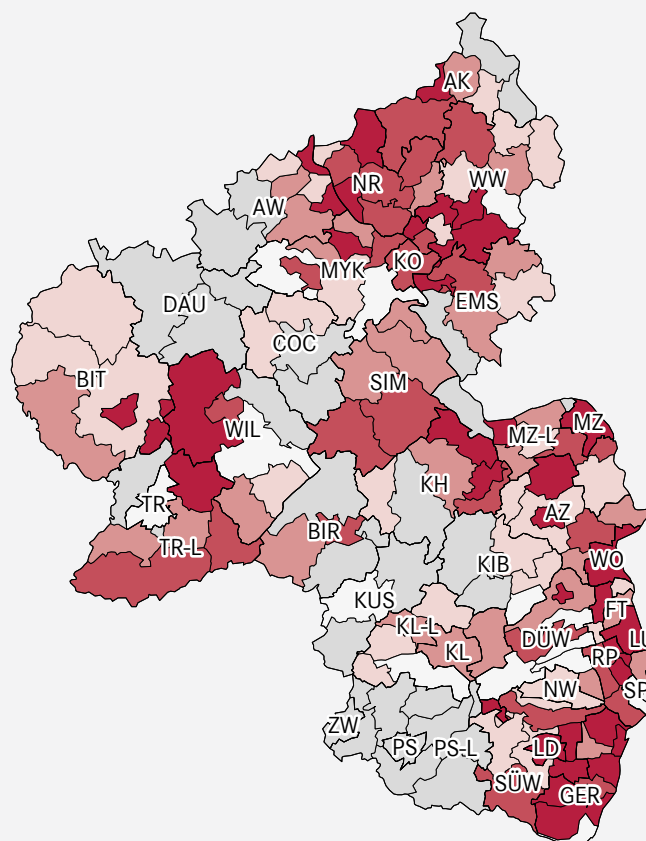 AK
NR
WW
AW
KO
MYK
EMS
DAU
COC
BIT
SIM
WIL
MZ
MZ-L
KH
TR
AZ
BIR
TR-L
WO
KIB
KUS
FT
KL-L
DÜW
LU
KL
RP
NW
SP
ZW
PS
PS-L
LD
SÜW
GER